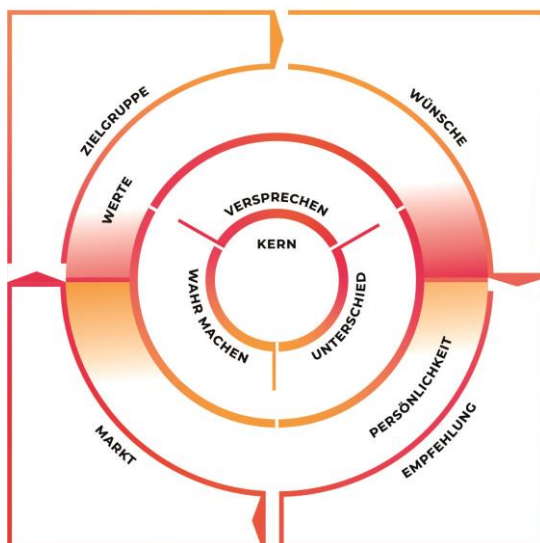 ZIELGRUPPE
WÜNSCHE
WERTE
VERSPRECHEN
KERN
WAHR MACHEN
UNTERSCHIED
PERSÖNLICHKEIT
MARKT
EMPFEHLUNG